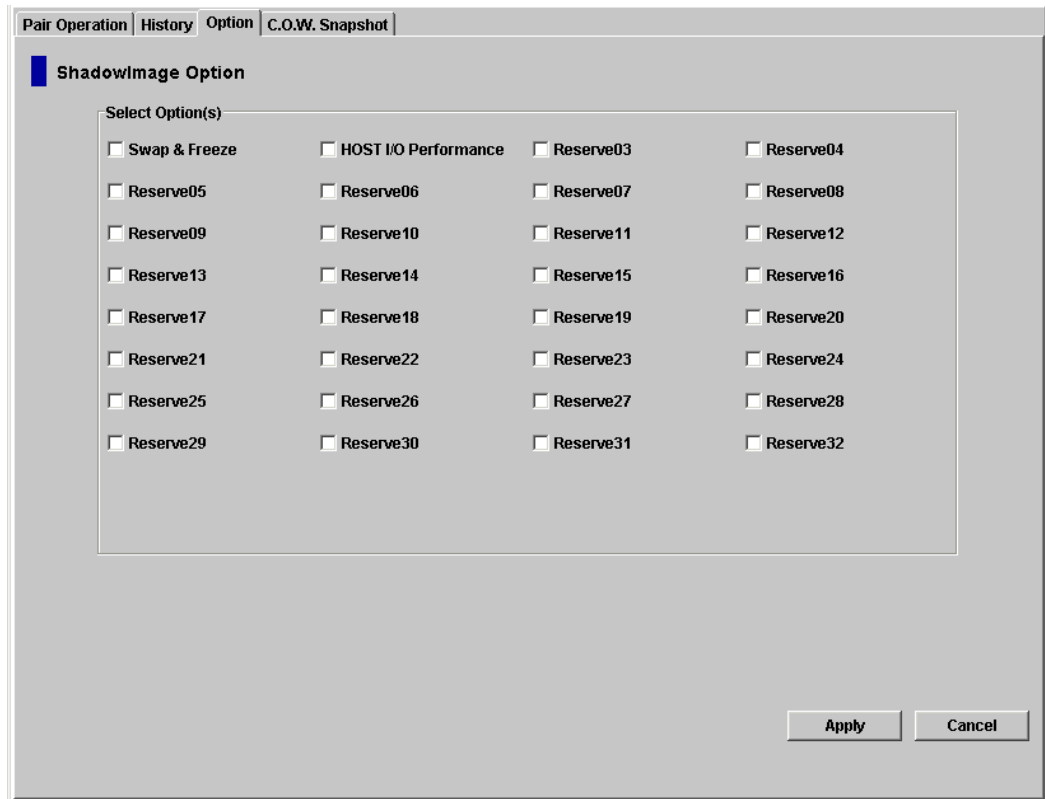 Pair Operation History Option C.O.W. Snapshot
ShadowImage Option
Select Option(s)
Swap & Freeze HOST I/O Performance Reserve03 Reserve04
Reserve05 Reserve06 Reserve07 Reserve08
Reserve09 Reserve10 Reserve11 Reserve12
Reserve13 Reserve14 Reserve15 Reserve16
Reserve17 Reserve18 Reserve19 Reserve20
Reserve21 Reserve22 Reserve23 Reserve24
Reserve25 Reserve26 Reserve27 Reserve28
Reserve29 Reserve30 Reserve31 Reserve32
Apply Cancel